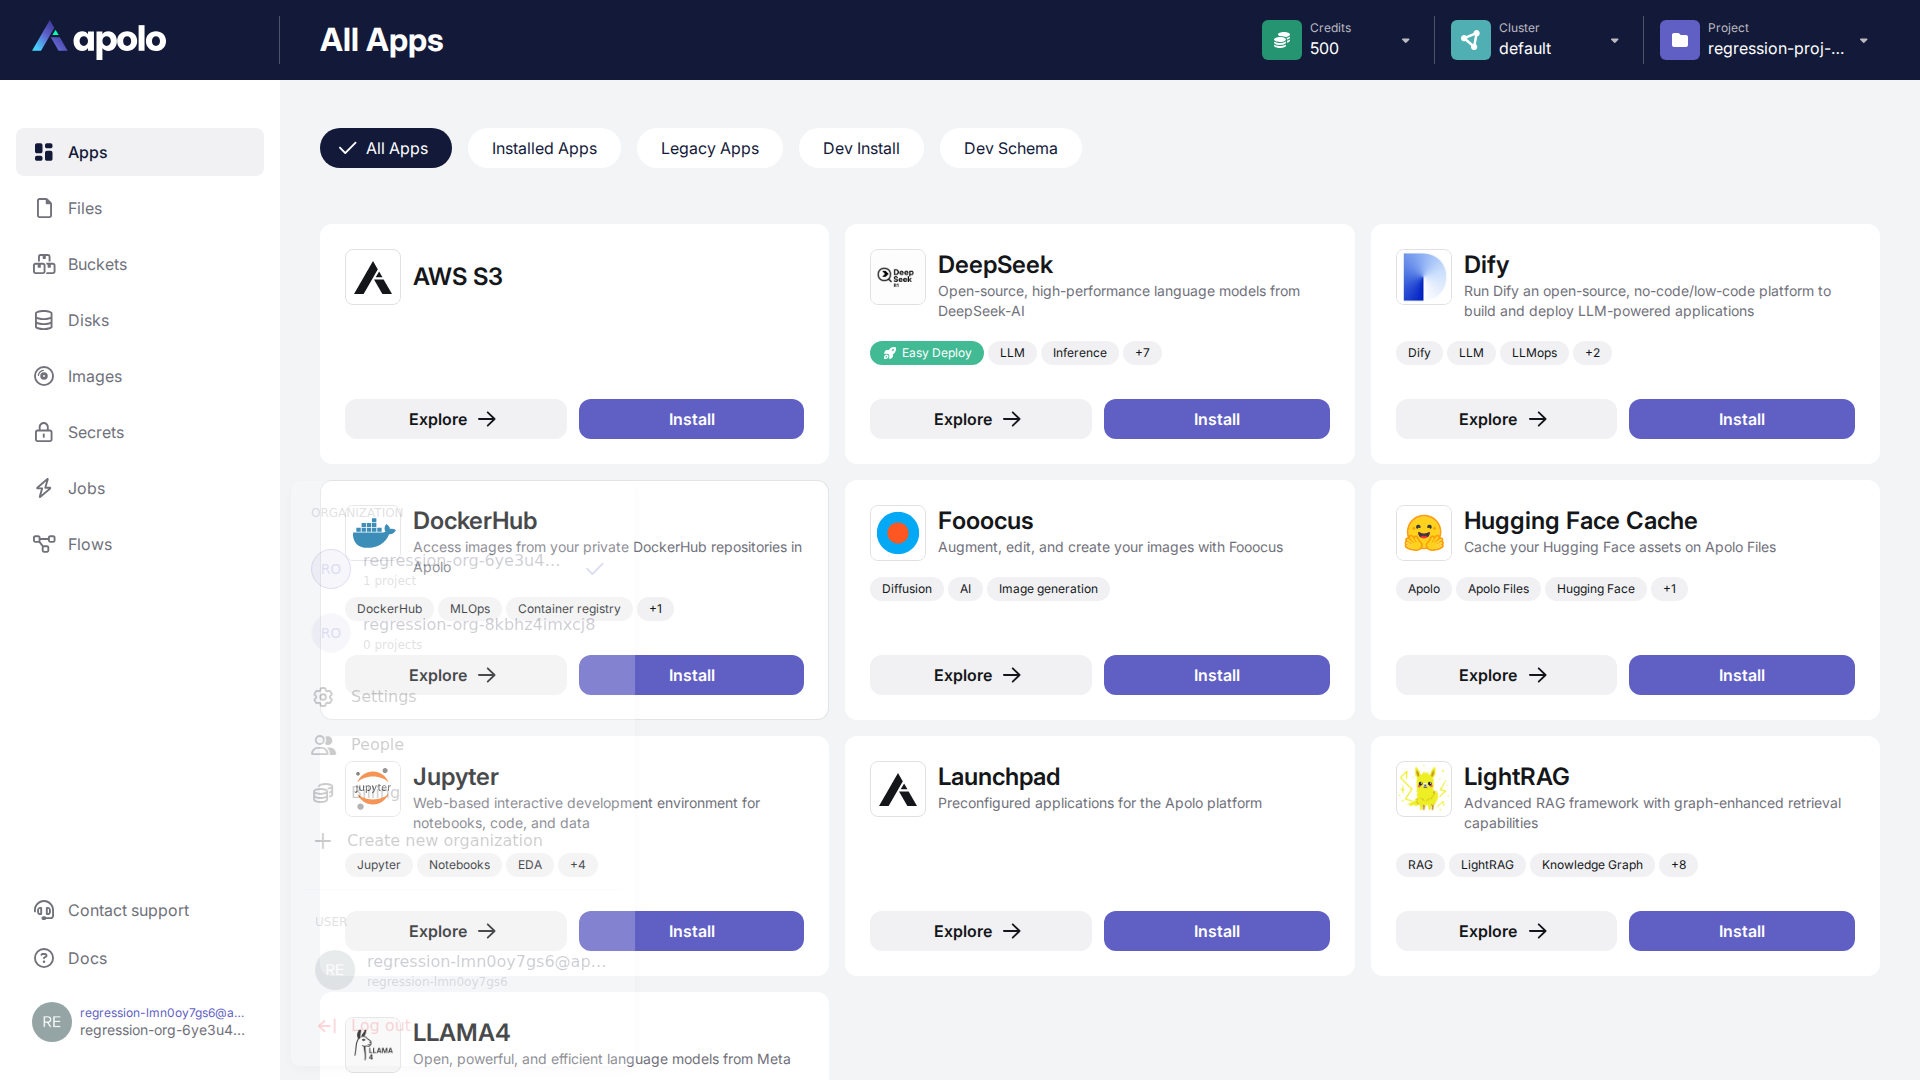 apolo
All Apps
Credits
500
Cluster
default
Project
regression-proj-...
Apps
Files
Buckets
Disks
Images
Secrets
Jobs
Flows
Contact support
Docs
RE
regression-lmn0oy7gs6@a...
regression-org-6ye3u4...
All Apps
Installed Apps
Legacy Apps
Dev Install
Dev Schema
AWS S3
Explore
Install
DeepSeek
Open-source, high-performance language models from
DeepSeek-AI
Easy Deploy
LLM
Inference
+7
Explore
Install
Dify
Run Dify an open-source, no-code/low-code platform to
build and deploy LLM-powered applications
Dify
LLM
LLMops
+2
Explore
Install
DockerHub
Access images from your private DockerHub repositories in
Apolo
DockerHub
MLOps
Container registry
+1
Explore
Install
Fooocus
Augment, edit, and create your images with Fooocus
Diffusion
AI
Image generation
Explore
Install
Hugging Face Cache
Cache your Hugging Face assets on Apolo Files
Apolo
Apolo Files
Hugging Face
+1
Explore
Install
Jupyter
Web-based interactive development environment for
notebooks, code, and data
Jupyter
Notebooks
EDA
+4
Explore
Install
Launchpad
Preconfigured applications for the Apolo platform
Explore
Install
LightRAG
Advanced RAG framework with graph-enhanced retrieval
capabilities
RAG
LightRAG
Knowledge Graph
+8
Explore
Install
LLAMA4
Open, powerful, and efficient language models from Meta
ORGANIZATION
RO
regression-org-6ye3u4...
1 project
RO
regression-org-8kbhz4imxcj8
0 projects
Settings
People
Billing
Create new organization
USER
RE
regression-lmn0oy7gs6@ap...
regression-lmn0oy7gs6
Log out
Deep
Seek
R1
jupyter
LLAMA
4